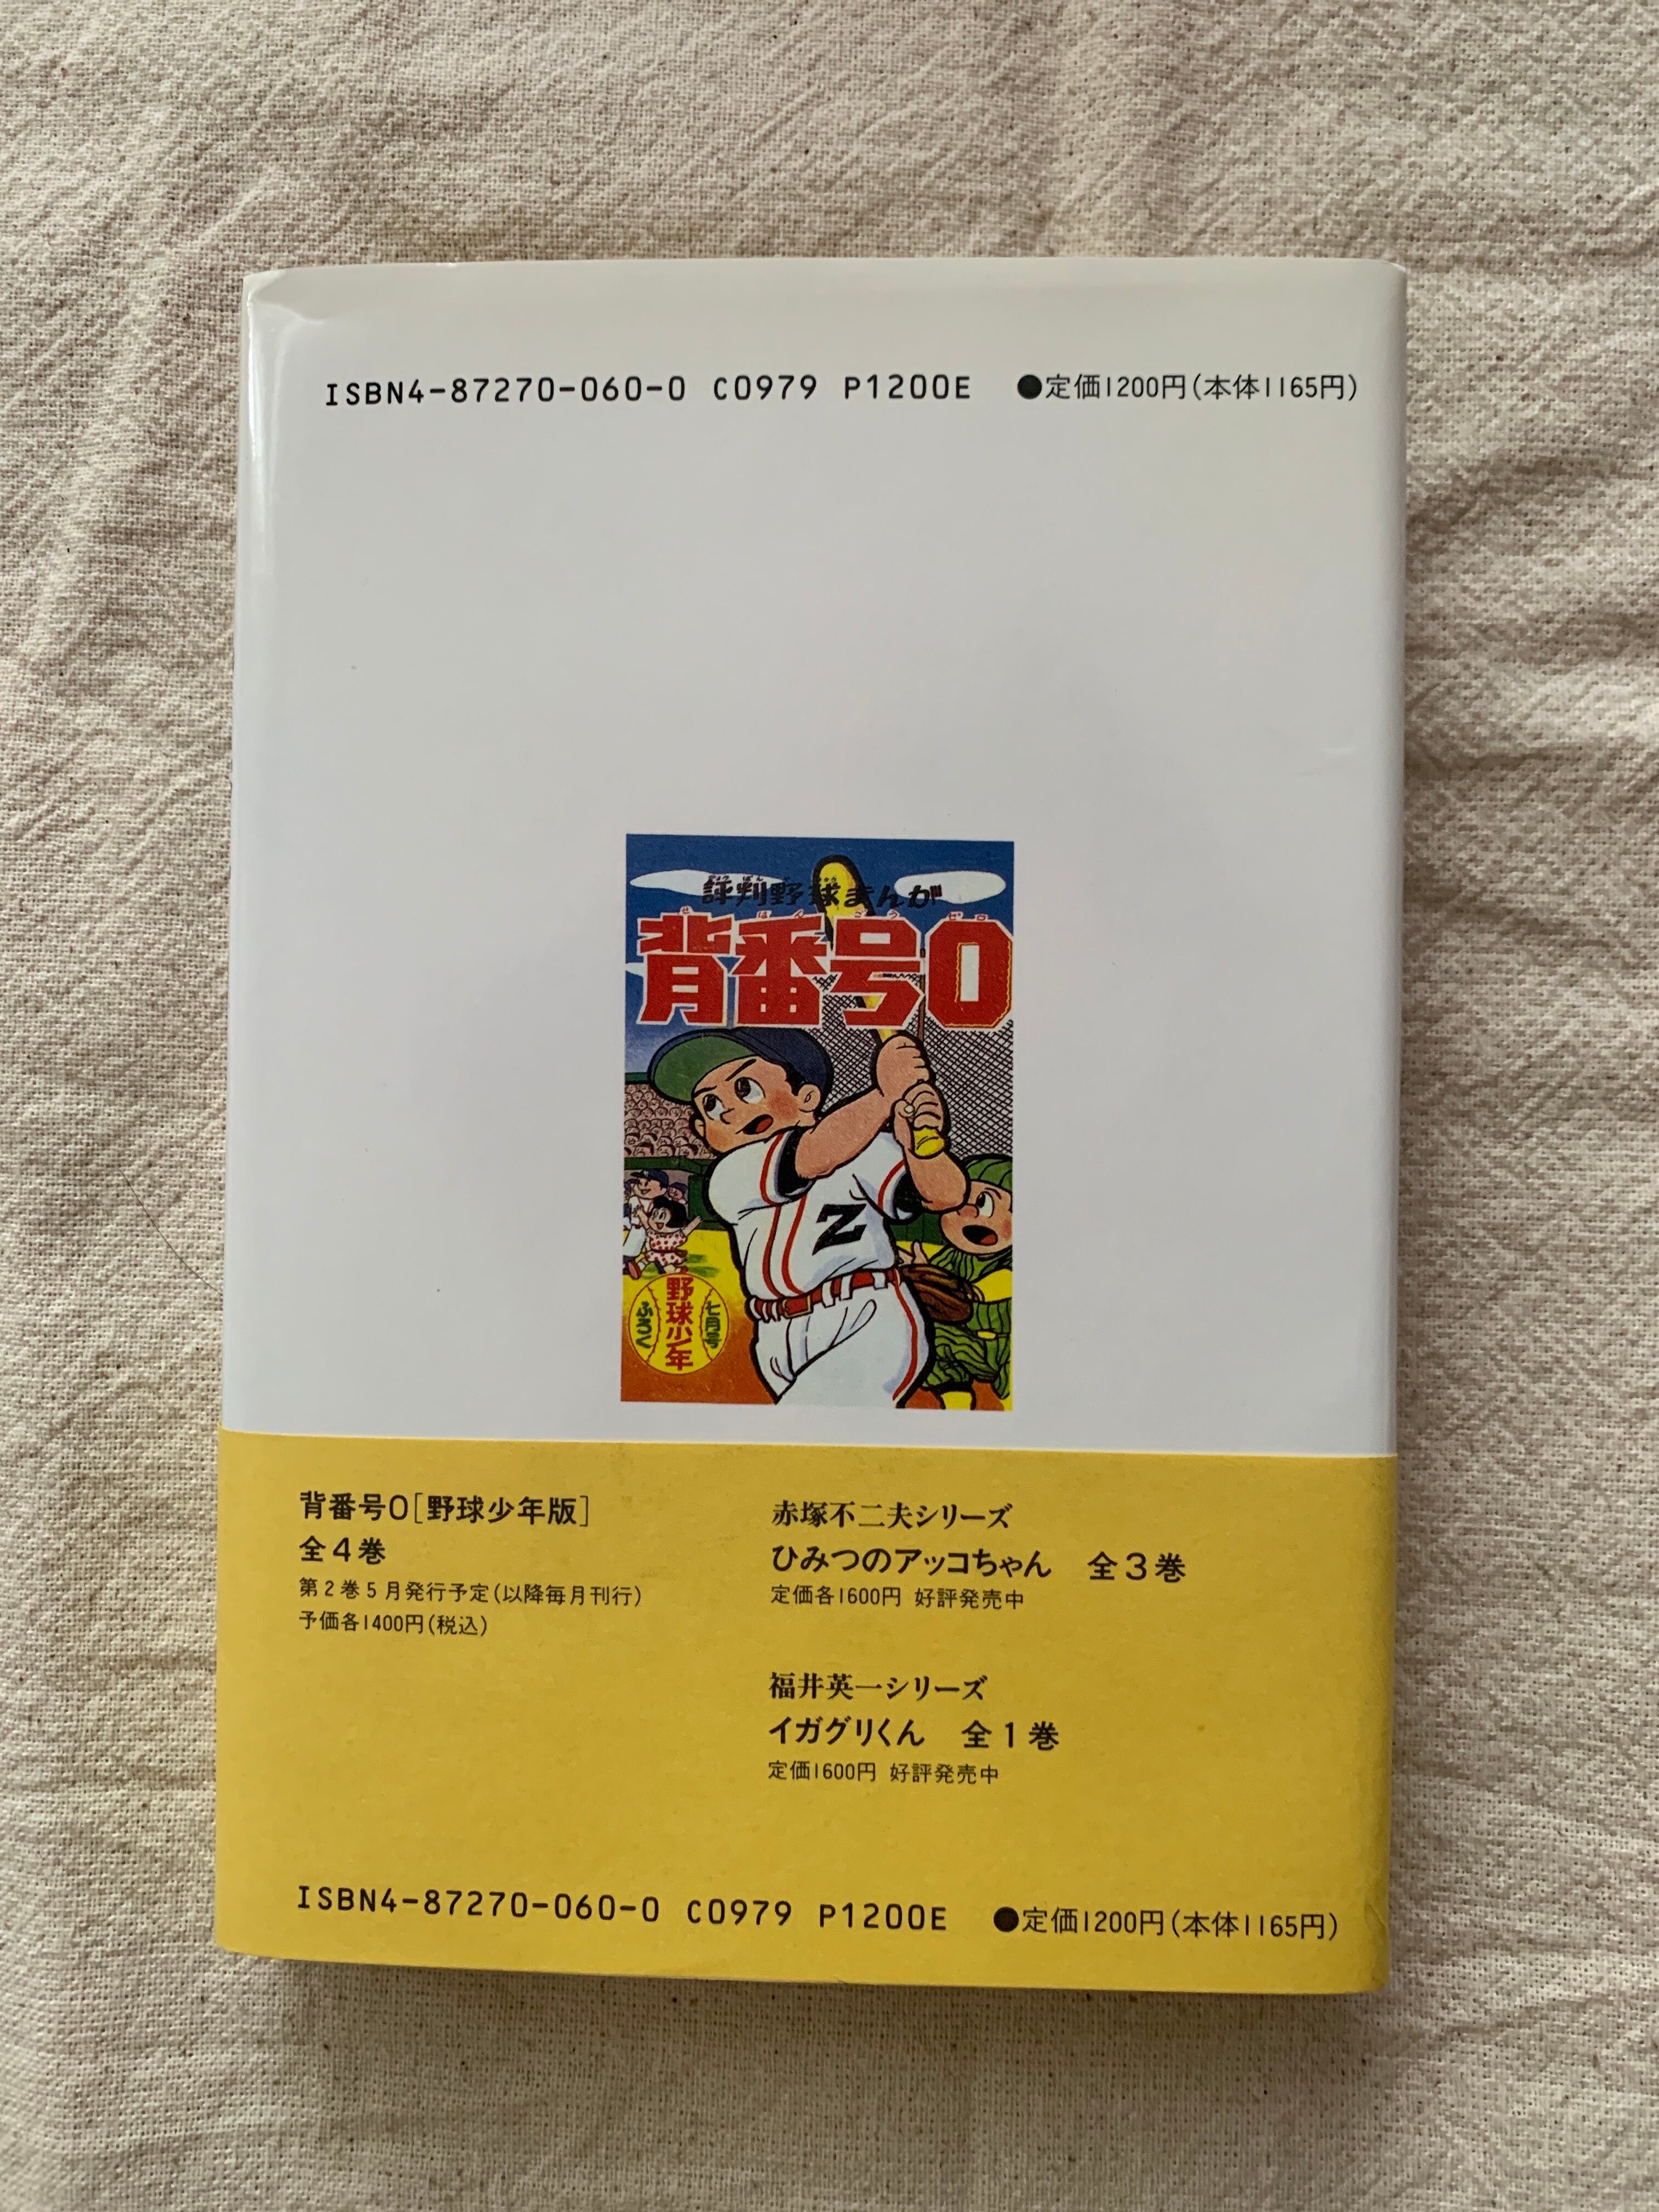 ISBN4-87270-060-0 C0979 P1200E ●定価1200円(本体1165円)
評判野球まんが
背番号0
野球少年
七月号
ふろく
Z
背番号0[野球少年版]
全4巻
第2巻5月発行予定(以降毎月刊行)
予価各1400円(税込)
赤塚不二夫シリーズ
ひみつのアッコちゃん 全3巻
定価各1600円 好評発売中
福井英一シリーズ
イガグリくん 全1巻
定価1600円 好評発売中
ISBN4-87270-060-0 C0979 P1200E ●定価1200円(本体1165円)